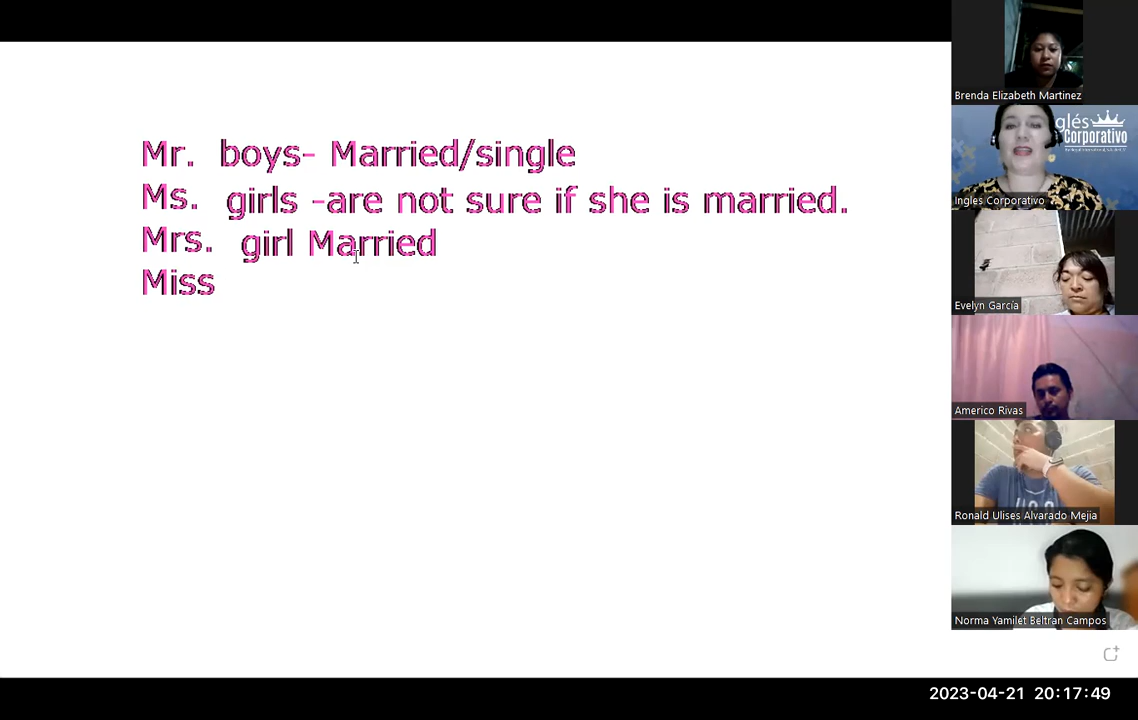 Mr. boys- Married/single
Ms. girls -are not sure if she is married.
Mrs. girl Married
Miss
Brenda Elizabeth Martinez
glés
Corporativo
Ingles Corporativo
Evelyn García
Americo Rivas
Ronald Ulises Alvarado Mejia
Norma Yamilet Beltran Campos
2023-04-21 20:17:49